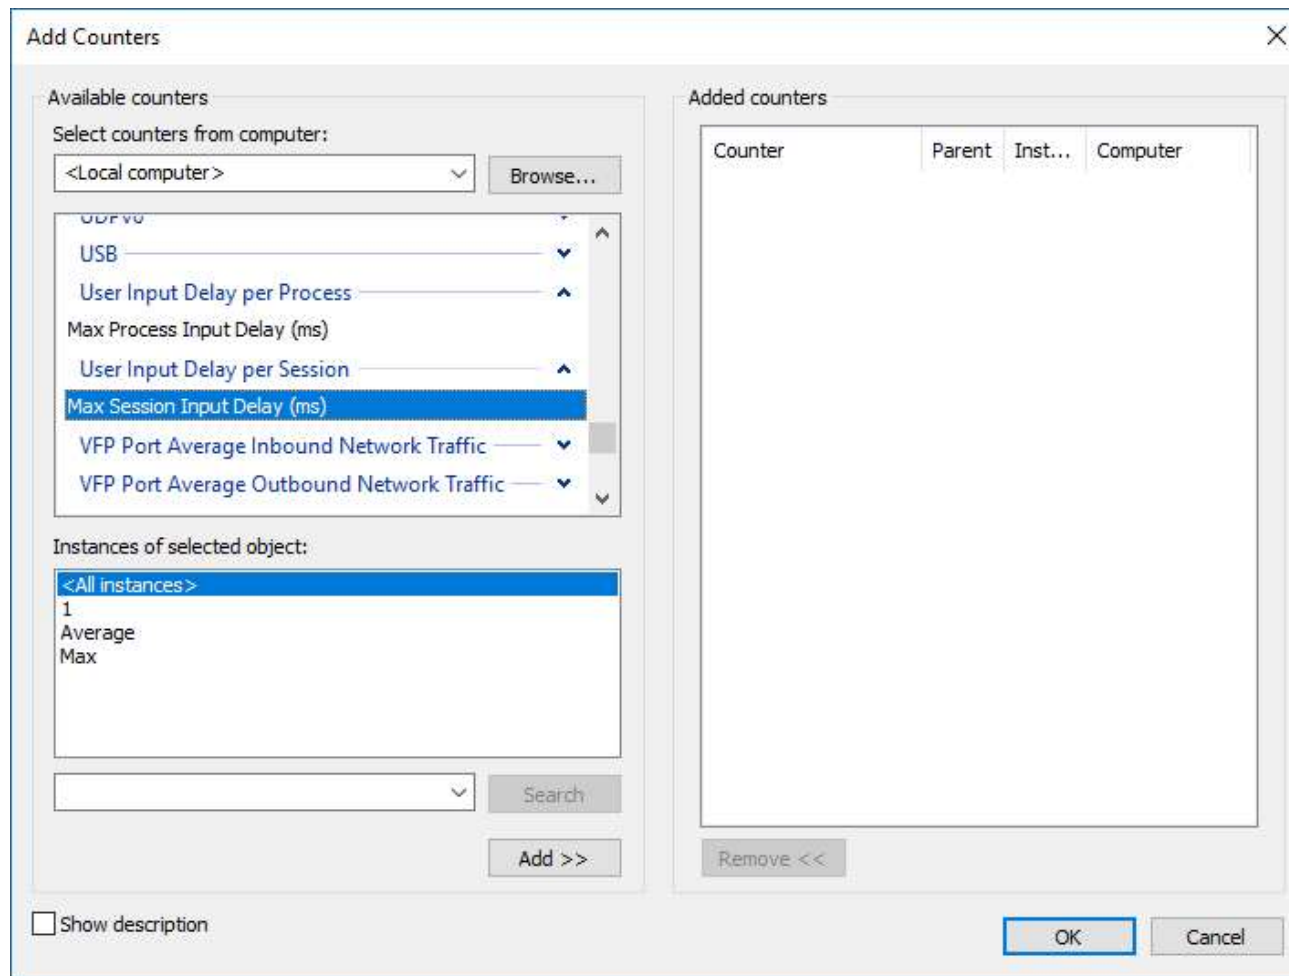 Add Counters
Available counters
Select counters from computer:
<Local computer>
Browse...
USB
User Input Delay per Process
Max Process Input Delay (ms)
User Input Delay per Session
Max Session Input Delay (ms)
VFP Port Average Inbound Network Traffic
VFP Port Average Outbound Network Traffic
Instances of selected object:
<All instances>
1
Average
Max
Search
Add >>
Show description
Added counters
Counter Parent Inst... Computer
Remove <<
OK
Cancel